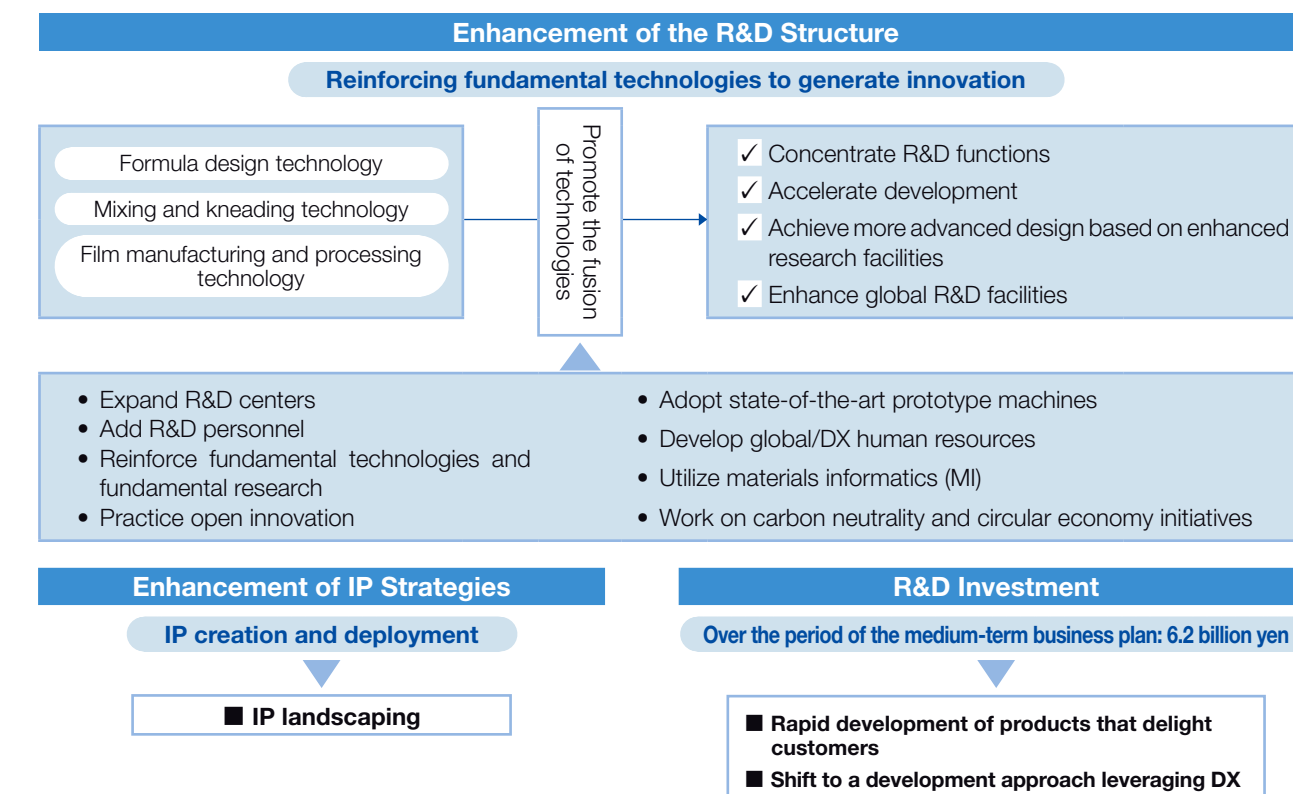 Enhancement of the R&D Structure
Reinforcing fundamental technologies to generate innovation
Formula design technology
Mixing and kneading technology
Film manufacturing and processing
technology
Promote the fusion
of technologies
✓ Concentrate R&D functions
✓ Accelerate development
✓ Achieve more advanced design based on enhanced
research facilities
✓ Enhance global R&D facilities
• Expand R&D centers
• Add R&D personnel
• Reinforce fundamental technologies and
fundamental research
• Practice open innovation
• Adopt state-of-the-art prototype machines
• Develop global/DX human resources
• Utilize materials informatics (MI)
• Work on carbon neutrality and circular economy initiatives
Enhancement of IP Strategies
IP creation and deployment
■ IP landscaping
R&D Investment
Over the period of the medium-term business plan: 6.2 billion yen
■ Rapid development of products that delight
customers
■ Shift to a development approach leveraging DX